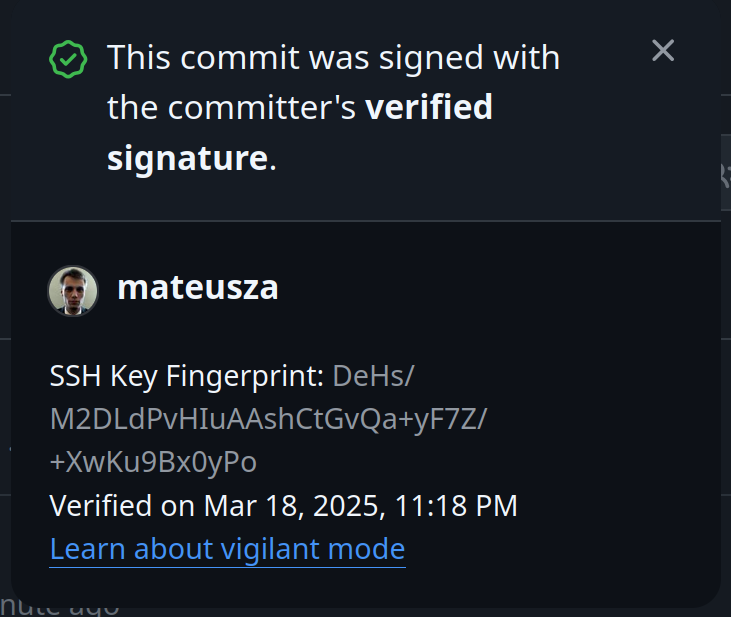 This commit was signed with
the committer's verified
signature.
mateusza
SSH Key Fingerprint: DeHs/
M2DLdPvHIuAAshCtGvQa+yF7Z/
+XwKu9Bx0yPo
Verified on Mar 18, 2025, 11:18 PM
Learn about vigilant mode
nute ago